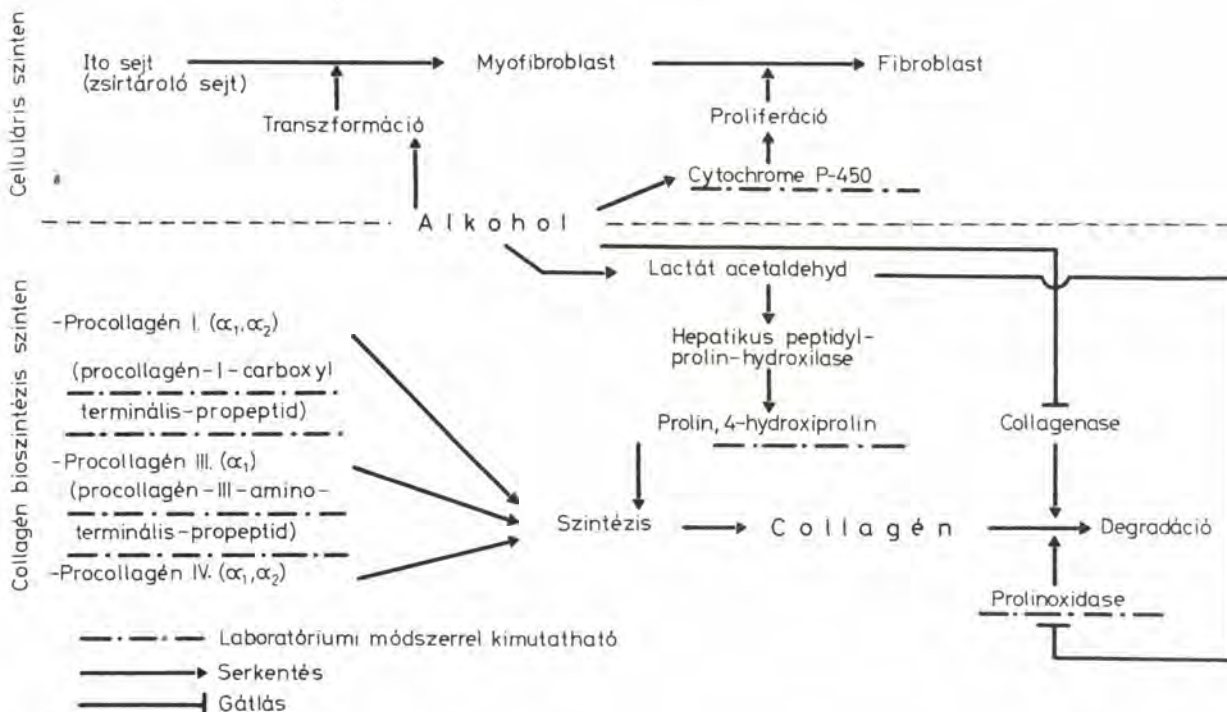 Celluláris szinten
Ito sejt
(zsírtároló sejt)
Myofibroblast
Fibroblast
Transzformáció
Proliferáció
Cytochrome P-450
Alkohol
Collagén bioszintézis szinten
Lactát acetaldehyd
-Procollagén I. (α₁,α₂)
(procollagén-I-carboxyl
terminális-propeptid)
-Procollagén III. (α₁)
(procollagén-III-amino-
terminális-propeptid)
-Procollagén IV. (α₁,α₂)
Hepatikus peptidyl-
prolin-hydroxilase
Prolin, 4-hydroxiprolin
Collagenase
Szintézis
Collagén
Degradáció
Prolinoxidase
Laboratóriumi módszerrel kimutatható
Serkentés
Gátlás